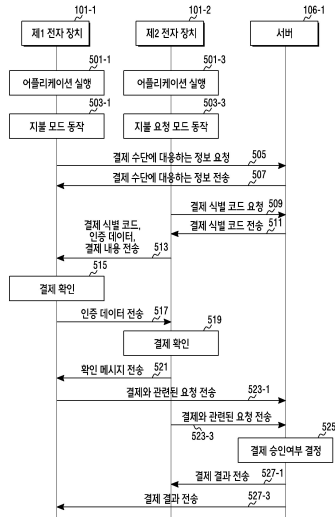 101-1
101-2
106-1
제1 전자 장치
제2 전자 장치
서버
501-1
501-3
어플리케이션 실행
어플리케이션 실행
503-1
503-3
지불 모드 동작
지불 요청 모드 동작
결제 수단에 대응하는 정보 요청
505
결제 수단에 대응하는 정보 전송
507
결제 식별 코드 요청
509
결제 식별 코드 전송
511
결제 식별 코드,
인증 데이터,
결제 내용 전송
513
515
결제 확인
인증 데이터 전송
517
519
결제 확인
확인 메시지 전송
521
결제와 관련된 요청 전송
523-1
결제와 관련된 요청 전송
523-3
525
결제 승인여부 결정
결제 결과 전송
527-1
결제 결과 전송
527-3